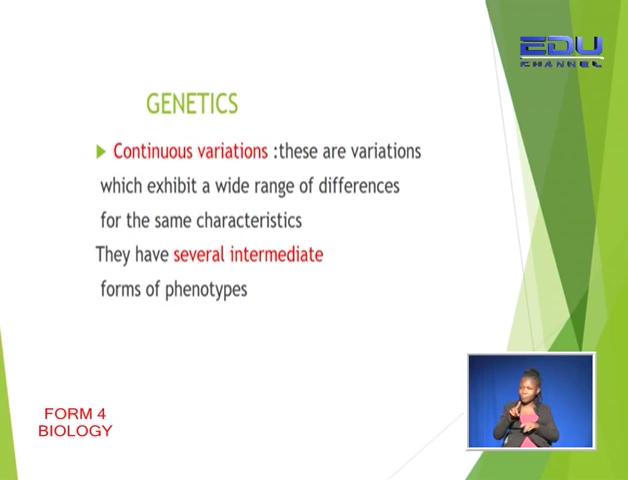 EDU
CHANNEL
GENETICS
Continuous variations :these are variations
which exhibit a wide range of differences
for the same characteristics
They have several intermediate
forms of phenotypes
FORM 4
BIOLOGY